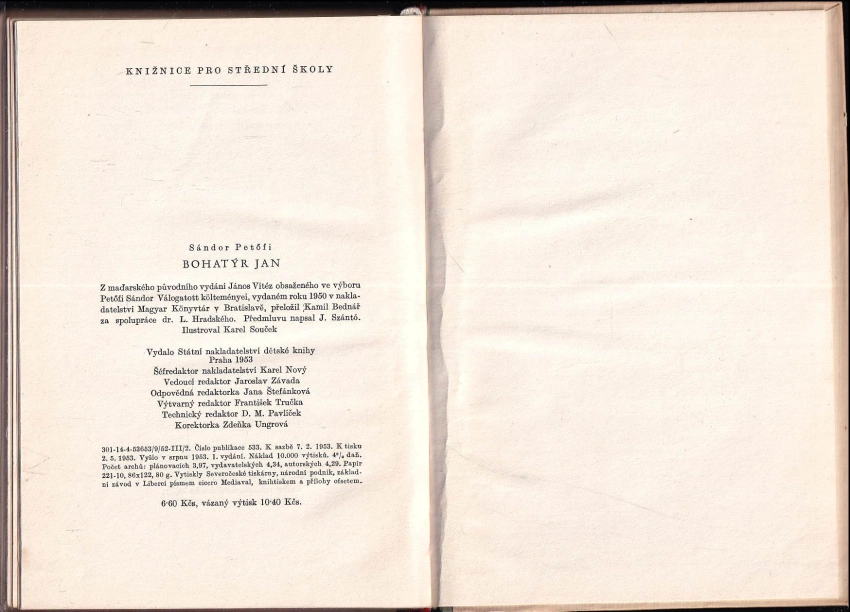 KNIŽNICE PRO STŘEDNÍ ŠKOLY
Sándor Petőfi
BOHATÝR JAN
Z maďarského původního vydání János Vitéz obsaženého ve výboru
Petőfi Sándor Válogatott költeményei, vydaném roku 1950 v nakla-
datelství Magyar Könyvtár v Bratislavě, přeložil Kamil Bednář
za spolupráce dr. L. Hradského. Předmluvu napsal J. Szántó.
Ilustroval Karel Souček
Vydalo Státní nakladatelství dětské knihy
Praha 1953
Šéfredaktor nakladatelství Karel Nový
Vedoucí redaktor Jaroslav Závada
Odpovědná redaktorka Jana Štefánková
Výtvarný redaktor František Tručka
Technický redaktor D. M. Pavlíček
Korektorka Zdeňka Ungrová
301-14-4-53653/9/52-III/2. Číslo publikace 533. K sazbě 7. 2. 1953. K tisku
2. 5. 1953. Vyšlo v srpnu 1953. I. vydání. Náklad 10.000 výtisků. 4% daň.
Počet archů: plánovacích 3,97, vydavatelských 4,34, autorských 4,29. Papír
221-10, 86x122, 80 g. Vytiskly Severočeské tiskárny, národní podnik, základ-
ní závod v Liberci písmem cicero Mediaval, knihtiskem a přílohy ofsetem.
6·60 Kčs, vázaný výtisk 10·40 Kčs.